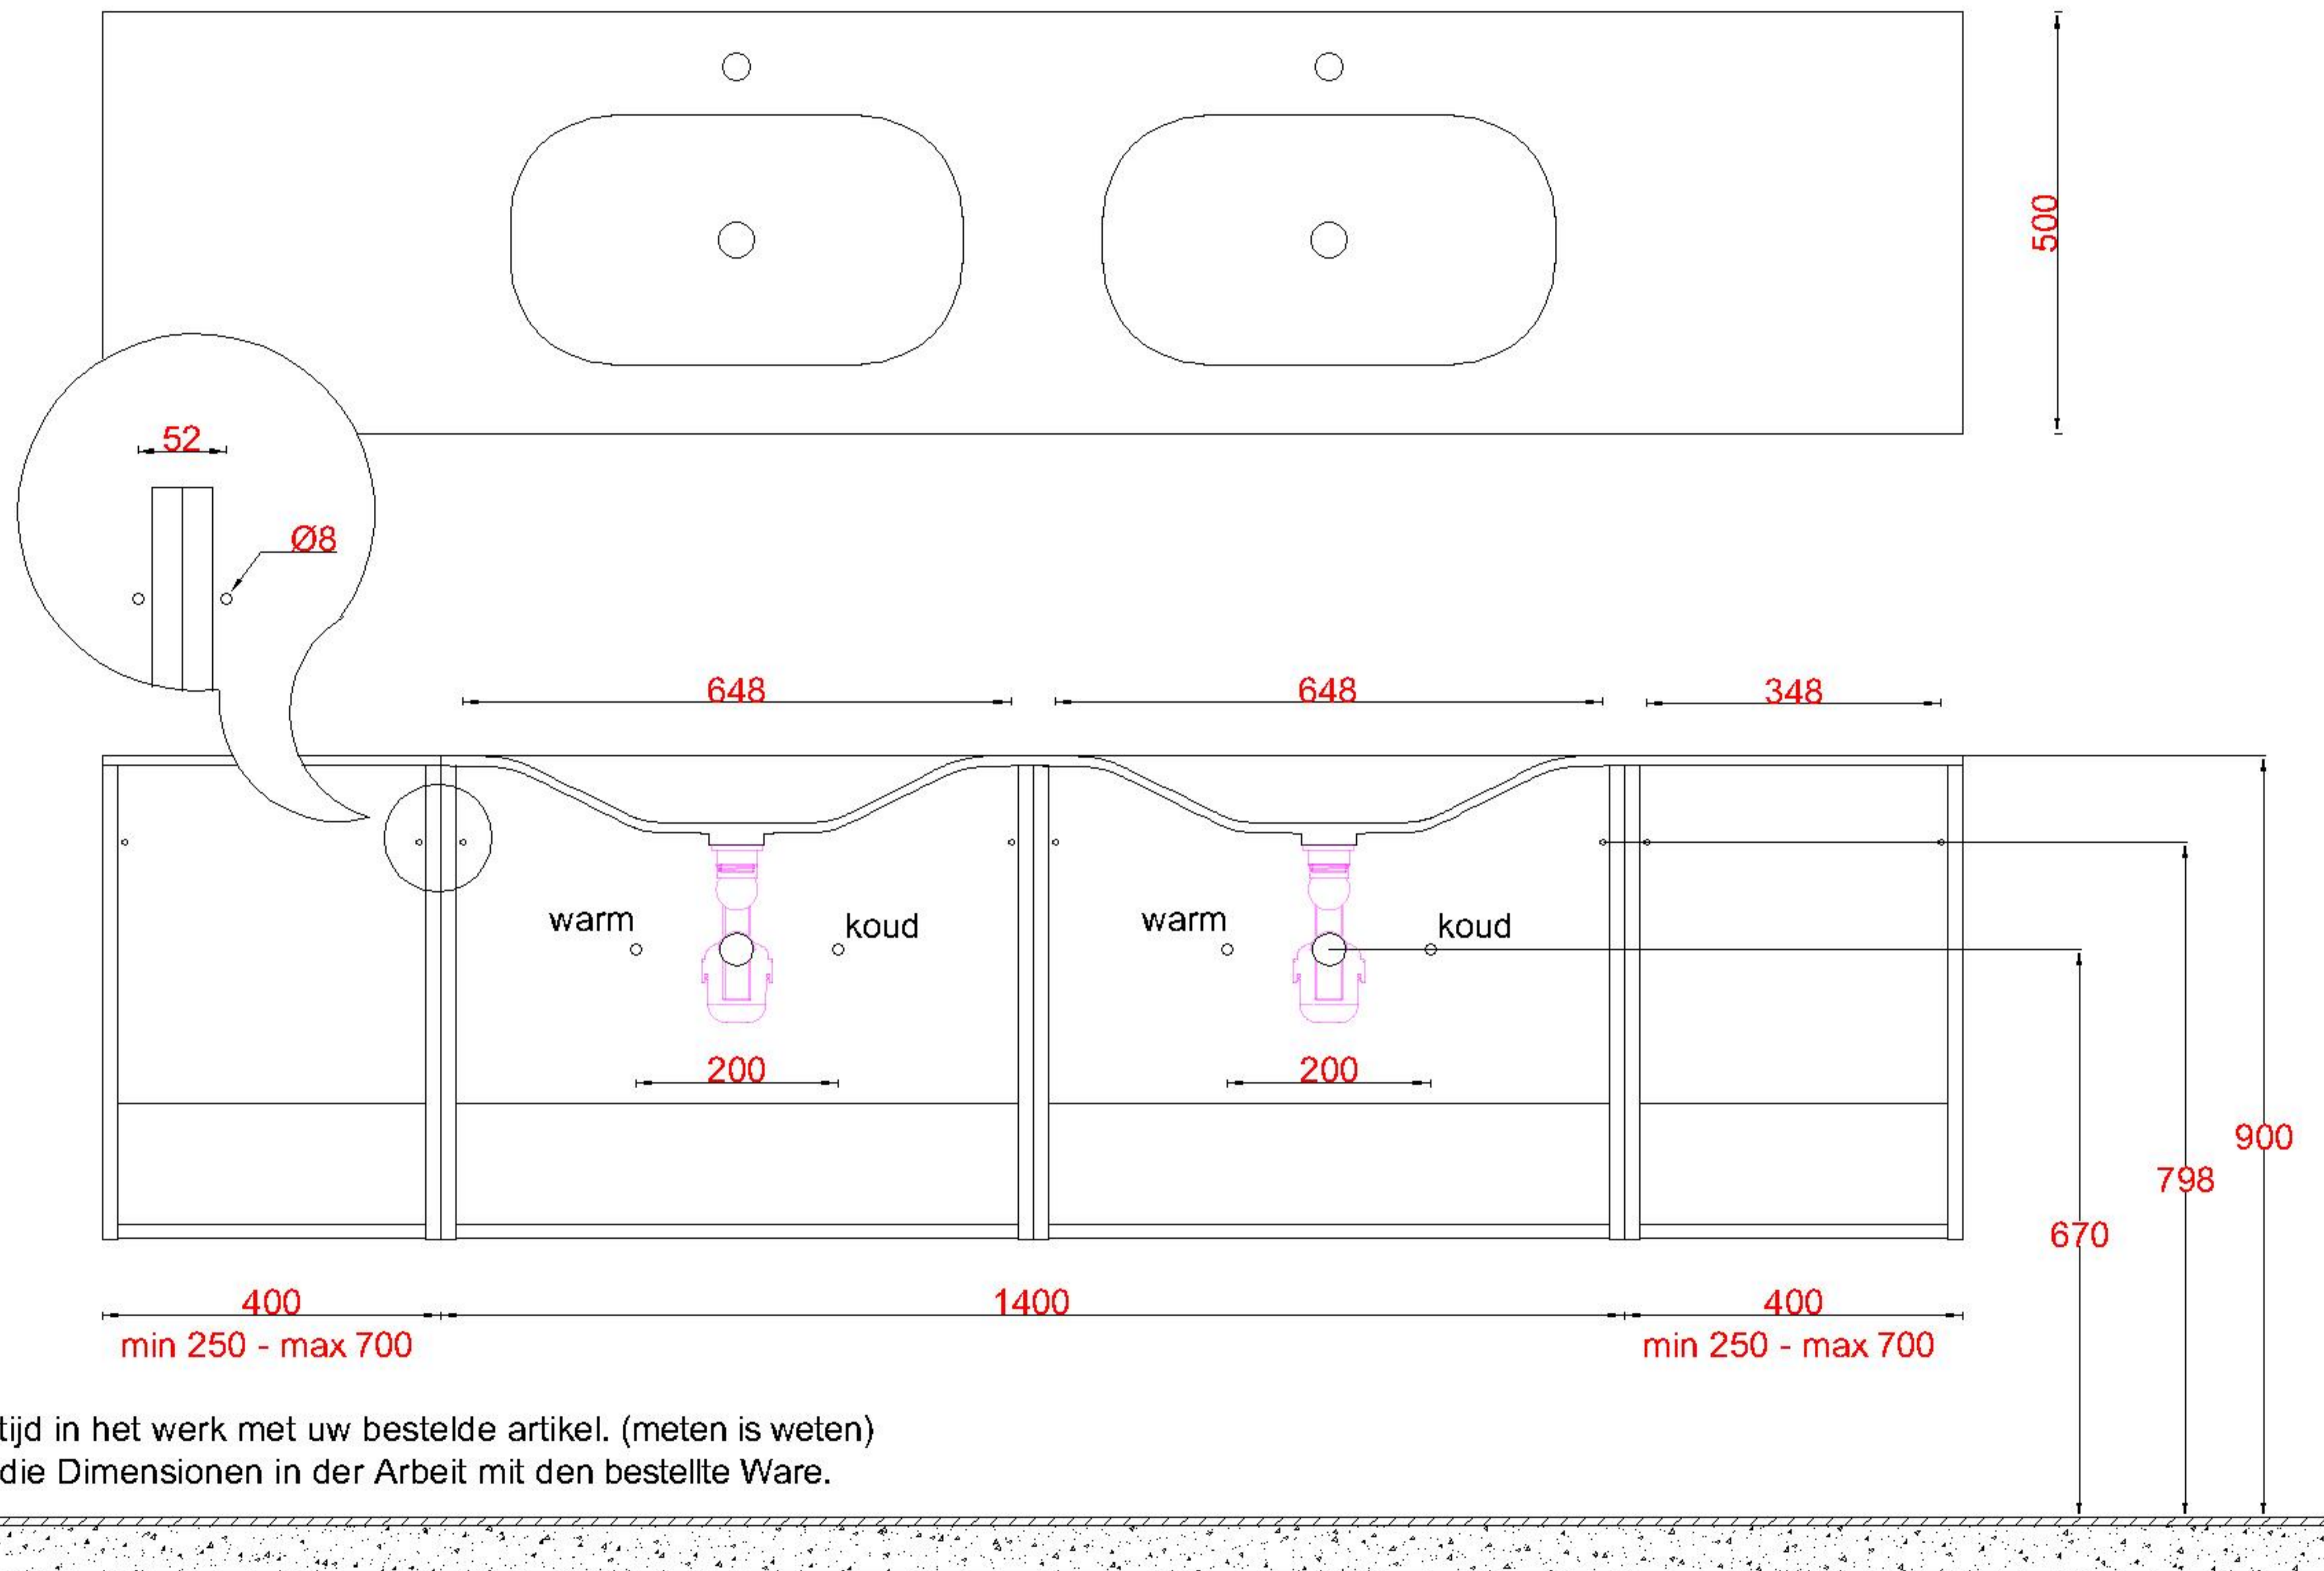 500
52
Ø8
648
648
348
warm
koud
warm
koud
200
200
900
798
670
400
1400
400
min 250 - max 700
min 250 - max 700
tijd in het werk met uw bestelde artikel. (meten is weten)
die Dimensionen in der Arbeit mit den bestellte Ware.